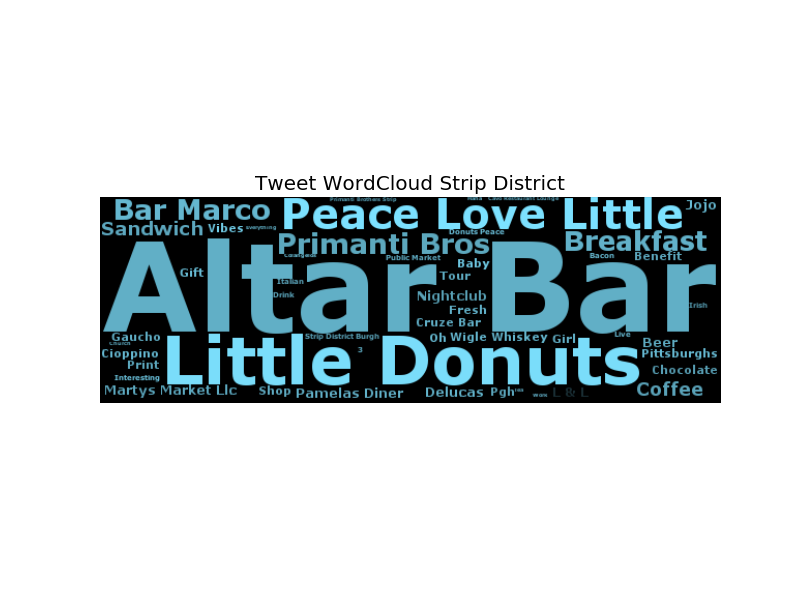 Tweet WordCloud Strip District
Primanti Brothers Strip
Bar Marco
Peace Love Little
Jojo
Sandwich
Vibes
Everything
Donuts Peace
Primanti Bros
Breakfast
Public Market
Bacon
Benefit
Baby
Altar Bar
Gift
Tour
Italian
Drink
Nightclub
Fresh
Irish
Cruze Bar
Gaucho
Church
Strip District Burgh
Oh
Wigle Whiskey
Girl
Live
Beer
3
Cioppino
Little Donuts
Pittsburghs
Print
Chocolate
Interesting
Martys Market Llc
Shop
Pamelas Diner
Delucas
Pgh
L & L
Coffee